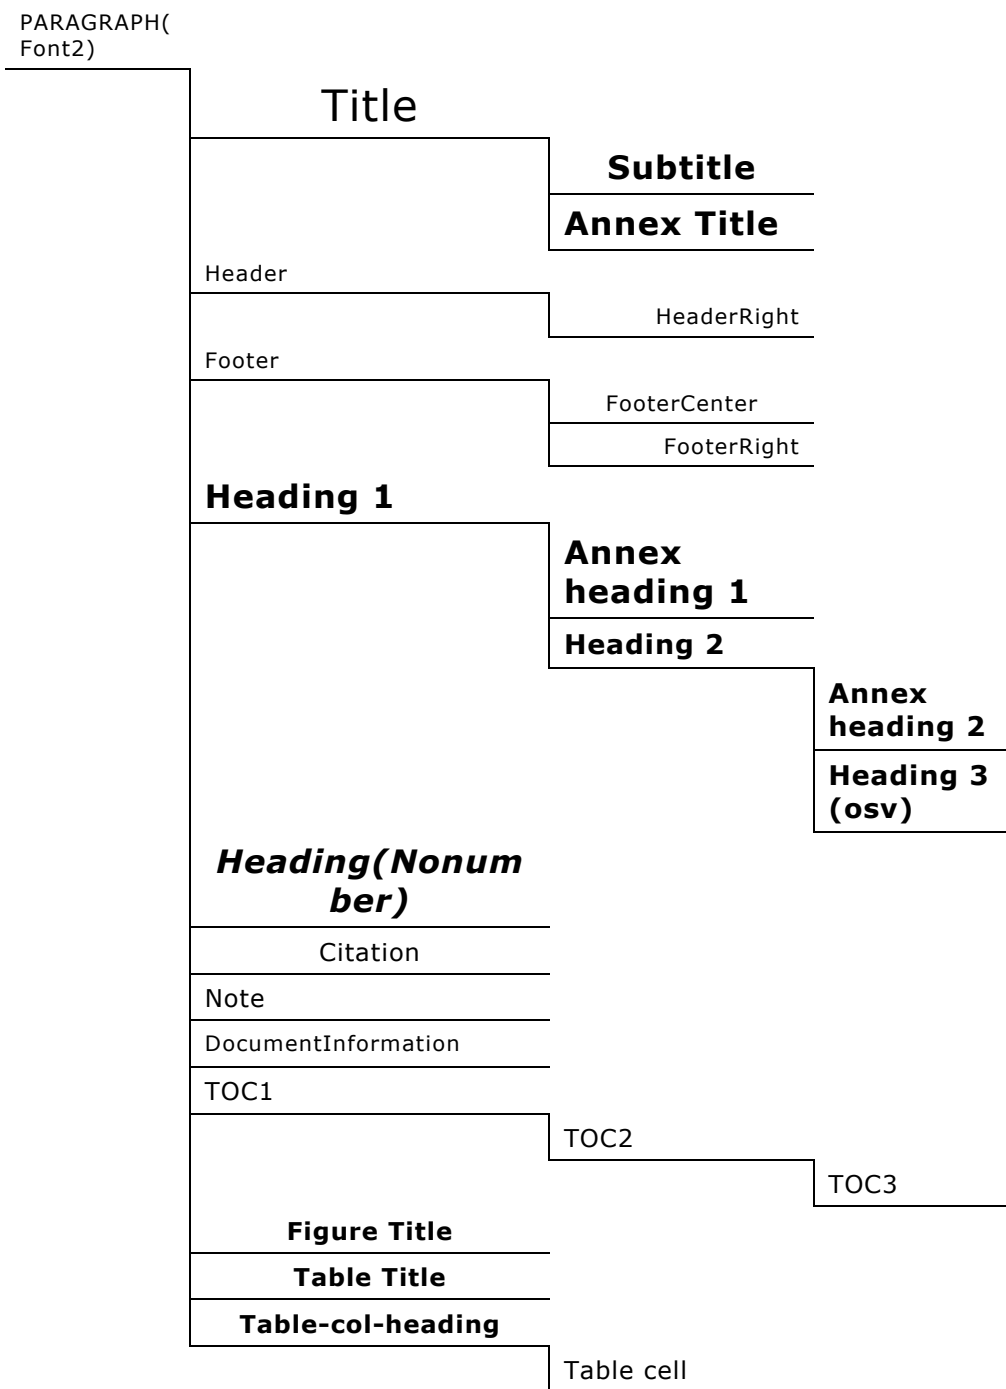 PARAGRAPH(
Font2)
Title
Subtitle
Annex Title
Header
HeaderRight
Footer
FooterCenter
FooterRight
Heading 1
Annex
heading 1
Heading 2
Annex
heading 2
Heading 3
(osv)
Heading(Nonum
ber)
Citation
Note
DocumentInformation
TOC1
TOC2
TOC3
Figure Title
Table Title
Table-col-heading
Table cell